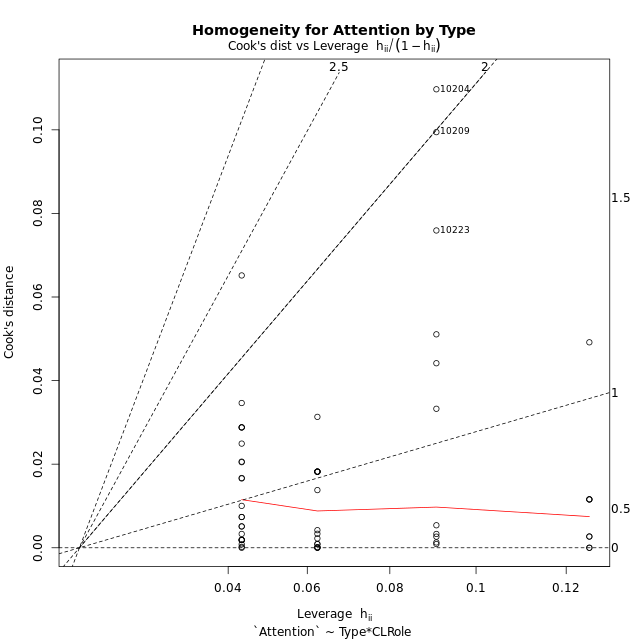 Homogeneity for Attention by Type
Cook's dist vs Leverage hii/(1−hii)
2.5
2
10204
10209
1.5
10223
1
0.5
0
Cook's distance
0.00
0.02
0.04
0.06
0.08
0.10
0.04 0.06 0.08 0.1 0.12
Leverage hii
`Attention` ~ Type*CLRole